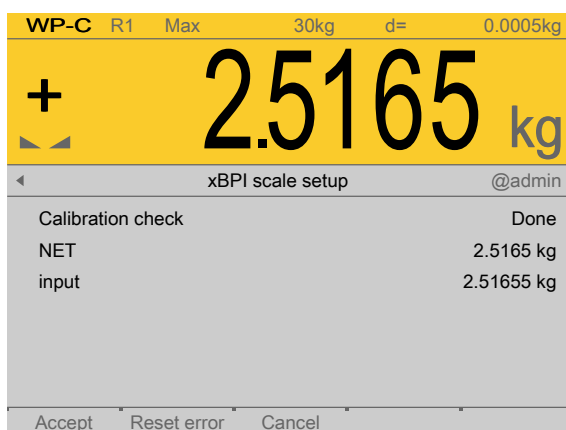 WP-C R1 Max 30kg d= 0.0005kg
+ 2.5165 kg
xBPI scale setup @admin
Calibration check Done
NET 2.5165 kg
input 2.51655 kg
Accept Reset error Cancel